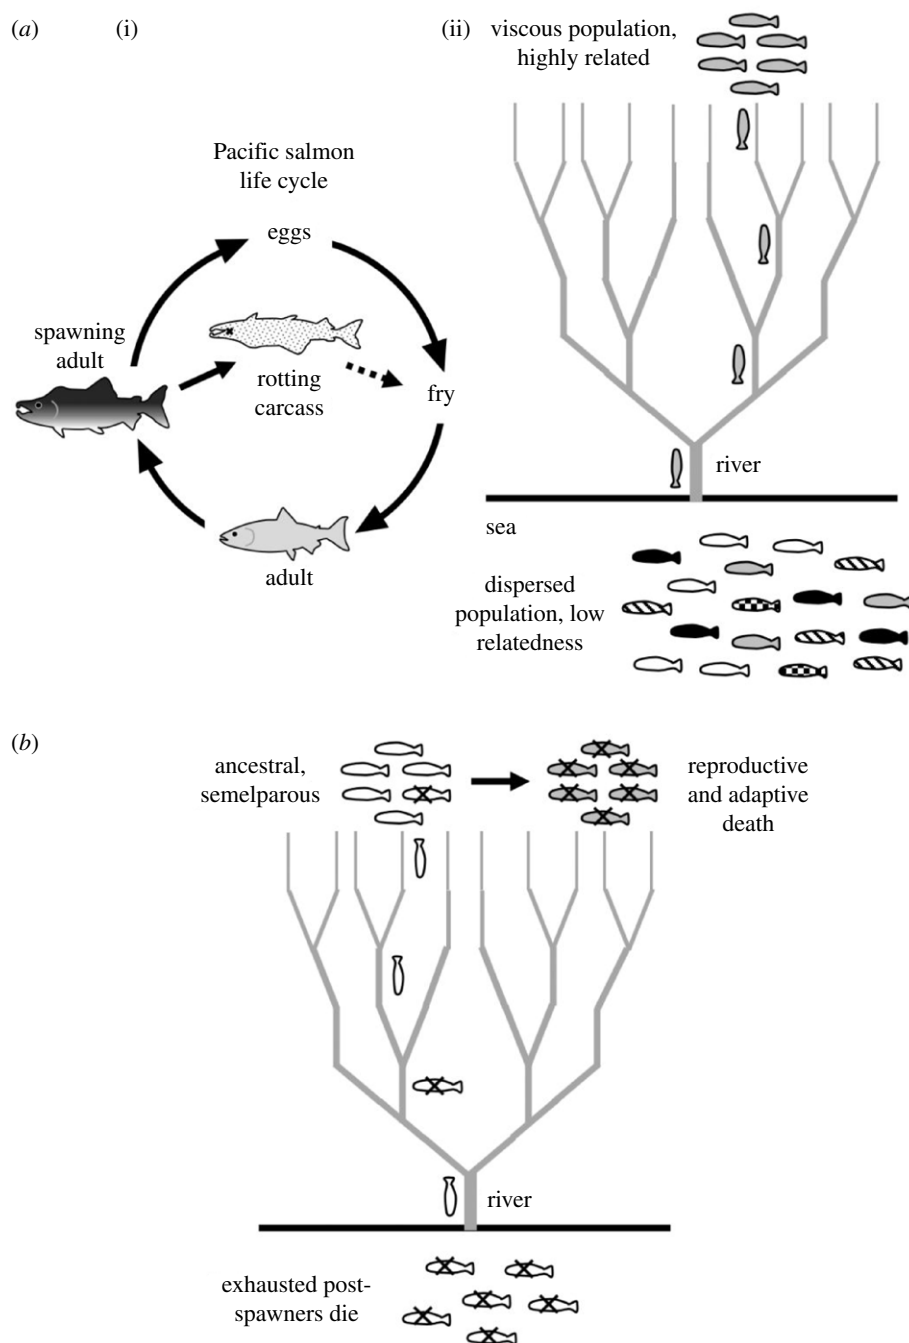 (a)
(i)
(ii)
viscous population,
highly related
Pacific salmon
life cycle
eggs
spawning
adult
rotting
carcass
fry
adult
river
sea
dispersed
population, low
relatedness
(b)
ancestral,
semelparous
reproductive
and adaptive
death
river
exhausted post-
spawners die